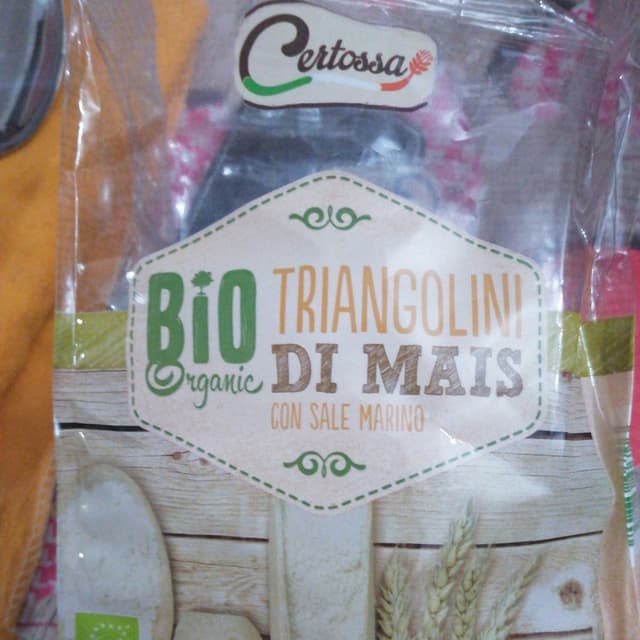 Certossa
BiO
Organic
TRIANGOLINI
DI MAIS
CON SALE MARINO